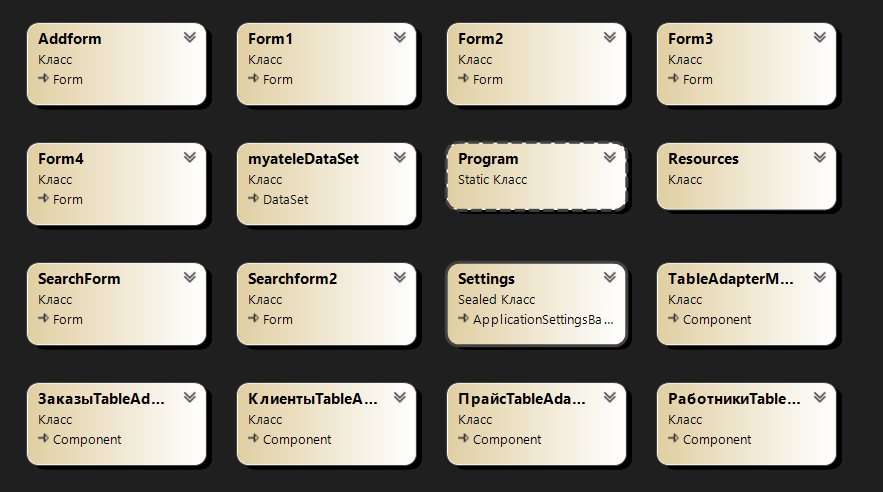 Addform
Класс
Form
Form1
Класс
Form
Form2
Класс
Form
Form3
Класс
Form
Form4
Класс
Form
myateleDataSet
Класс
DataSet
Program
Static Класс
Resources
Класс
SearchForm
Класс
Form
Searchform2
Класс
Form
Settings
Sealed Класс
ApplicationSettingsBa...
TableAdapterM...
Класс
Component
ЗаказыTableAd...
Класс
Component
КлиентыTableA...
Класс
Component
ПрайсTableAda...
Класс
Component
РаботникиTable...
Класс
Component